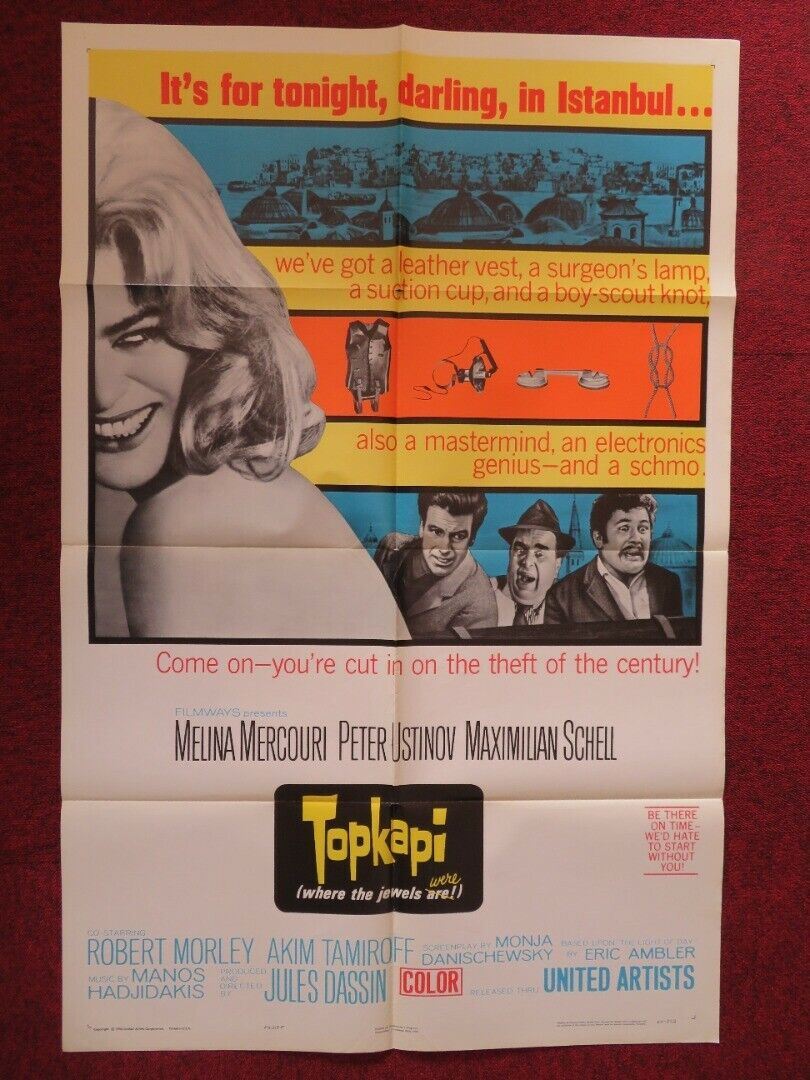 It's for tonight, darling, in Istanbul...
we've got a leather vest, a surgeon's lamp,
a suction cup, and a boy-scout knot,
also a mastermind, an electronics
genius—and a schmo.
Come on—you're cut in on the theft of the century!
FILMWAYS presents
MELINA MERCOURI PETER USTINOV MAXIMILIAN SCHELL
Topkapi
were
(where the jewels are!)
BE THERE
ON TIME—
WE'D HATE
TO START
WITHOUT
YOU!
CO-STARRING
ROBERT MORLEY AKIM TAMIROFF
SCREENPLAY BY MONJA
DANISCHEWSKY
BASED UPON "THE LIGHT OF DAY"
BY ERIC AMBLER
MUSIC BY MANOS
HADJIDAKIS
PRODUCED
AND
DIRECTED
BY JULES DASSIN
COLOR
RELEASED THRU UNITED ARTISTS